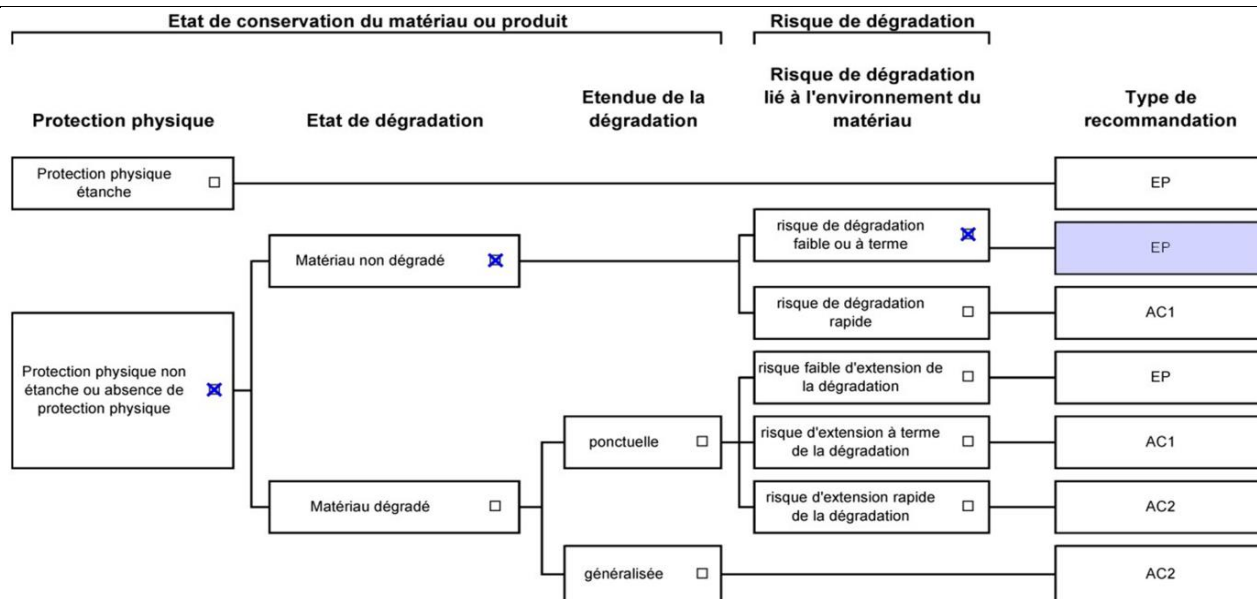 Etat de conservation du matériau ou produit
Risque de dégradation
Protection physique
Etat de dégradation
Etendue de la
dégradation
Risque de dégradation
lié à l'environnement du
matériau
Type de
recommandation
Protection physique
étanche
EP
risque de dégradation
faible ou à terme
EP
Matériau non dégradé
risque de dégradation
rapide
AC1
Protection physique non
étanche ou absence de
protection physique
risque faible d'extension de
la dégradation
EP
ponctuelle
risque d'extension à terme
de la dégradation
AC1
Matériau dégradé
risque d'extension rapide
de la dégradation
AC2
généralisée
AC2